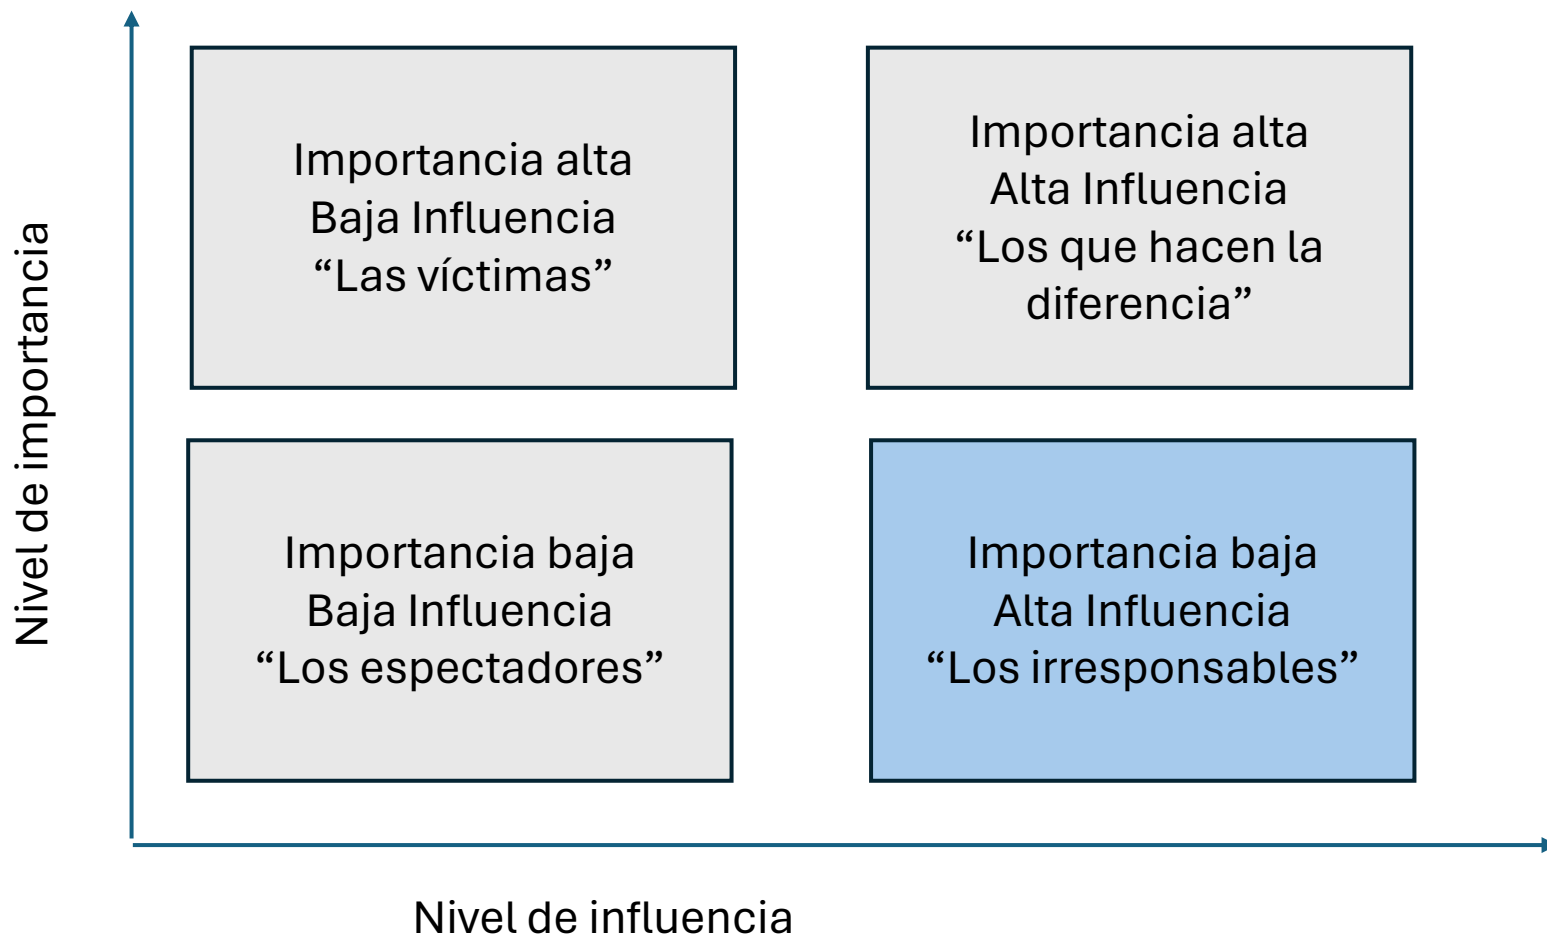 Nivel de importancia
Importancia alta
Baja Influencia
“Las víctimas”
Importancia alta
Alta Influencia
“Los que hacen la
diferencia”
Importancia baja
Baja Influencia
“Los espectadores”
Importancia baja
Alta Influencia
“Los irresponsables”
Nivel de influencia